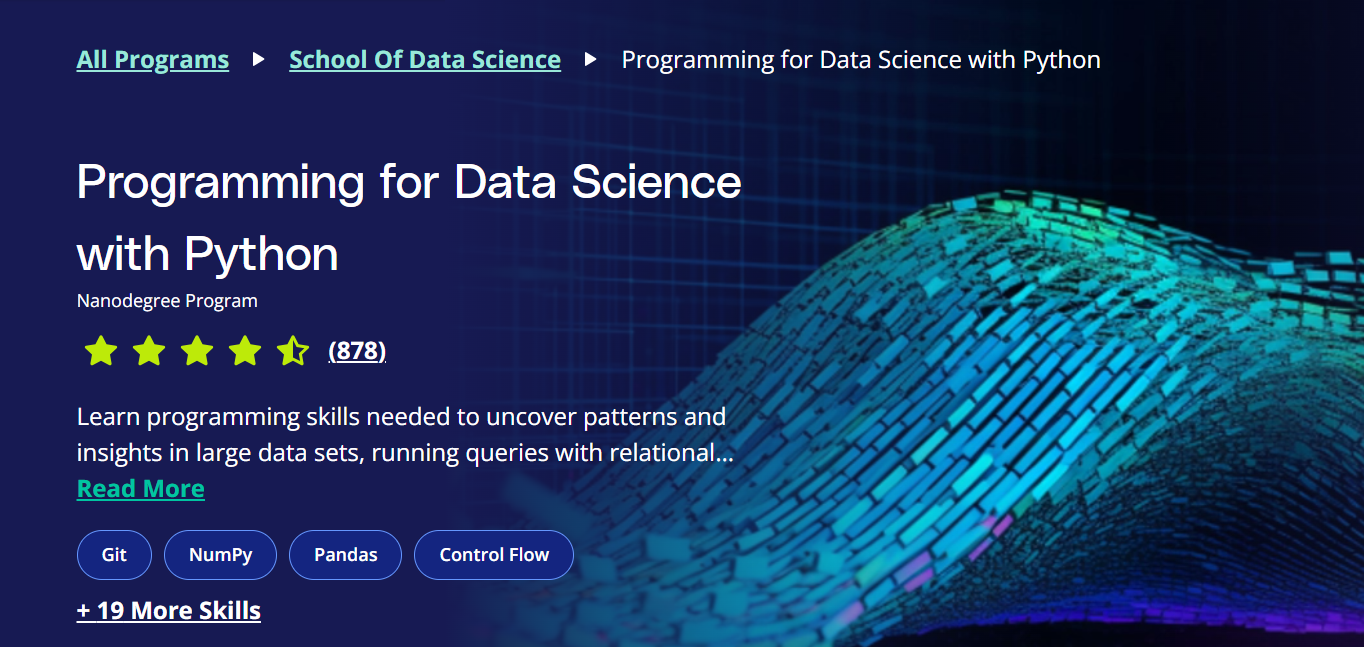 All Programs School Of Data Science Programming for Data Science with Python
Programming for Data Science
with Python
Nanodegree Program
(878)
Learn programming skills needed to uncover patterns and
insights in large data sets, running queries with relational...
Read More
Git NumPy Pandas Control Flow
+ 19 More Skills